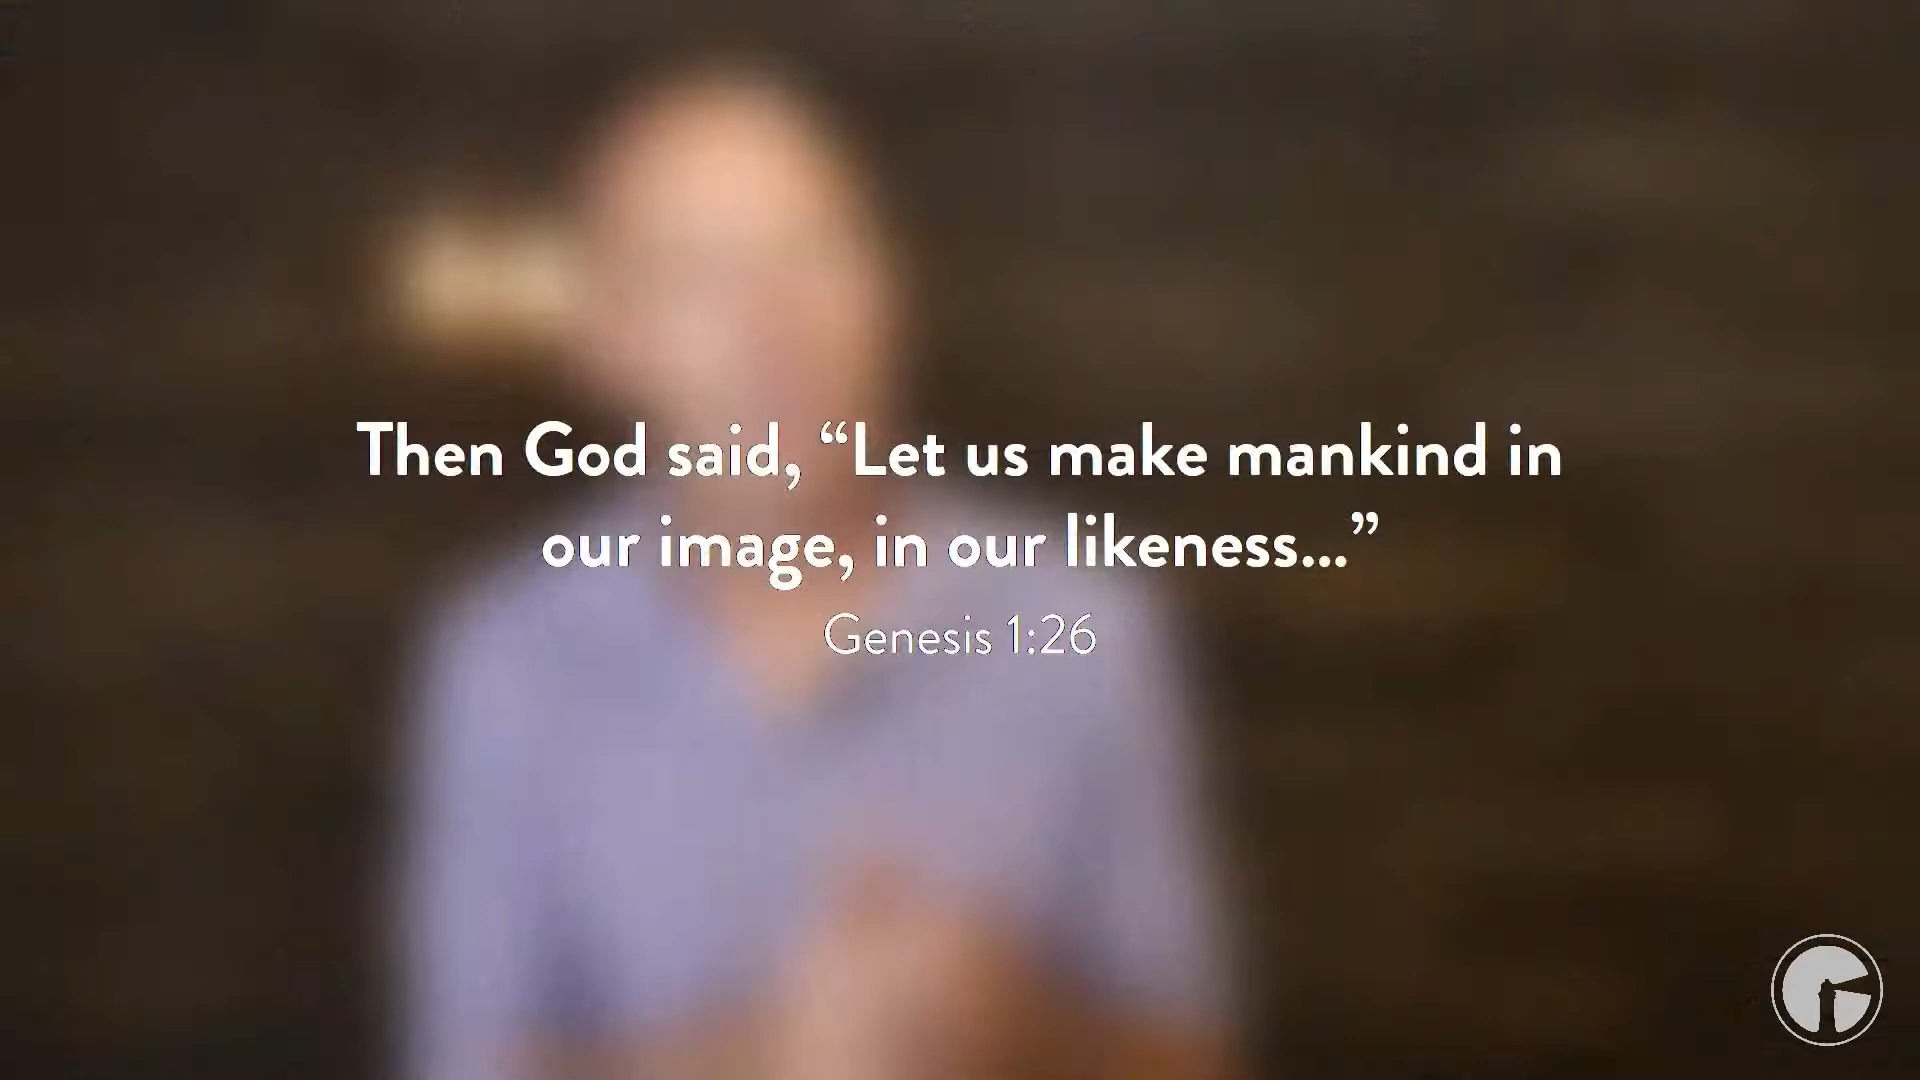 Then God said, “Let us make mankind in
our image, in our likeness...”
Genesis 1:26